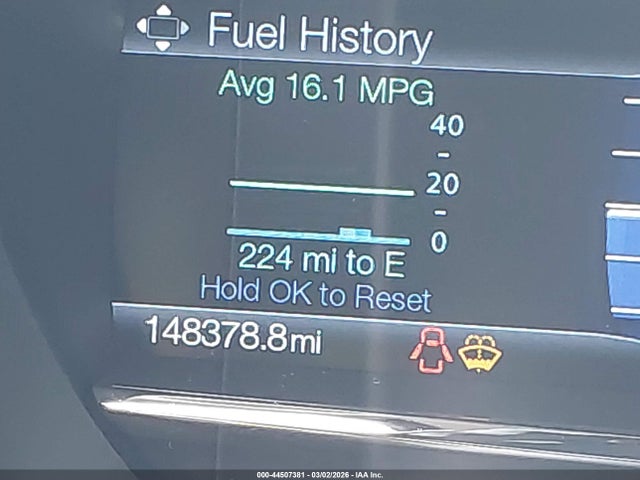 Fuel History
Avg 16.1 MPG
40
20
0
224 mi to E
Hold OK to Reset
148378.8mi
000-44507381 - 03/02/2026 - IAA Inc.